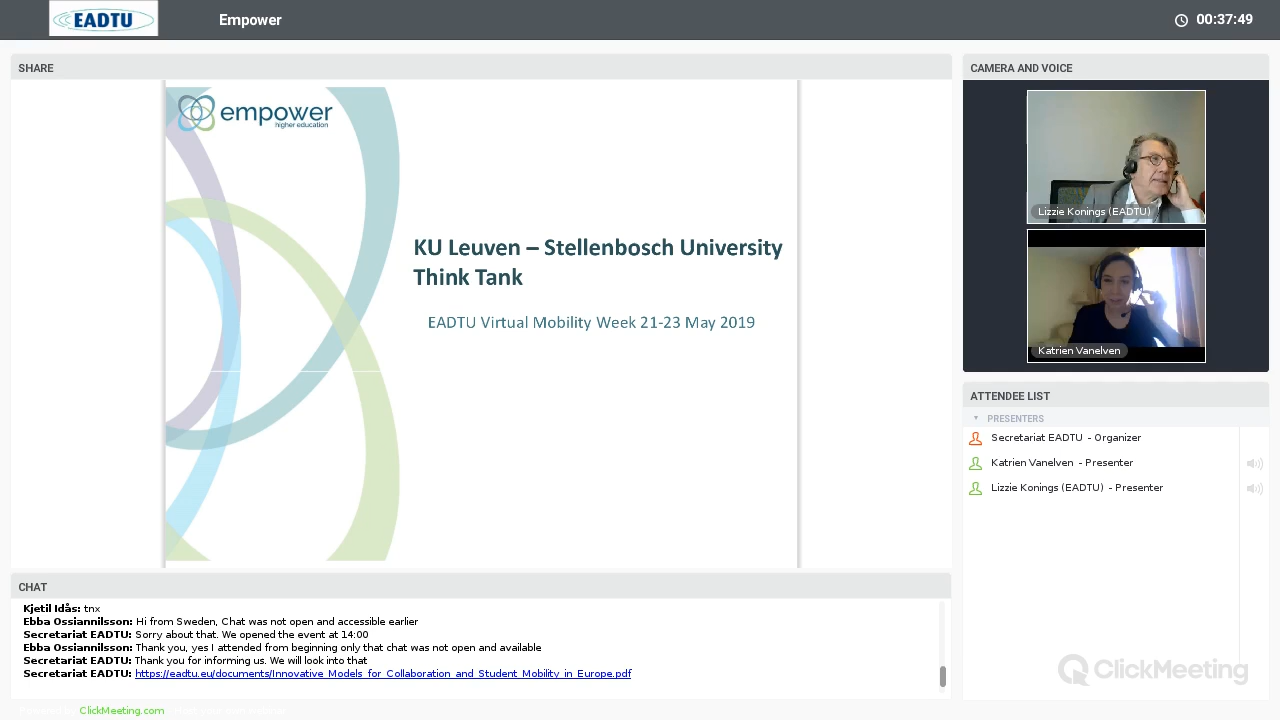 EADTU
Empower
00:37:49
SHARE
empower
higher education
KU Leuven – Stellenbosch University
Think Tank
EADTU Virtual Mobility Week 21-23 May 2019
CAMERA AND VOICE
Lizzie Konings (EADTU)
Katrien Vanelven
ATTENDEE LIST
PRESENTERS
Secretariat EADTU - Organizer
Katrien Vanelven - Presenter
Lizzie Konings (EADTU) - Presenter
CHAT
Kjetil Idås: tnx
Ebba Ossiannilsson: Hi from Sweden, Chat was not open and accessible earlier
Secretariat EADTU: Sorry about that. We opened the event at 14:00
Ebba Ossiannilsson: Thank you, yes I attended from beginning only that chat was not open and available
Secretariat EADTU: Thank you for informing us. We will look into that
Secretariat EADTU: https://eadtu.eu/documents/Innovative_Models_for_Collaboration_and_Student_Mobility_in_Europe.pdf
ClickMeeting
ClickMeeting.com